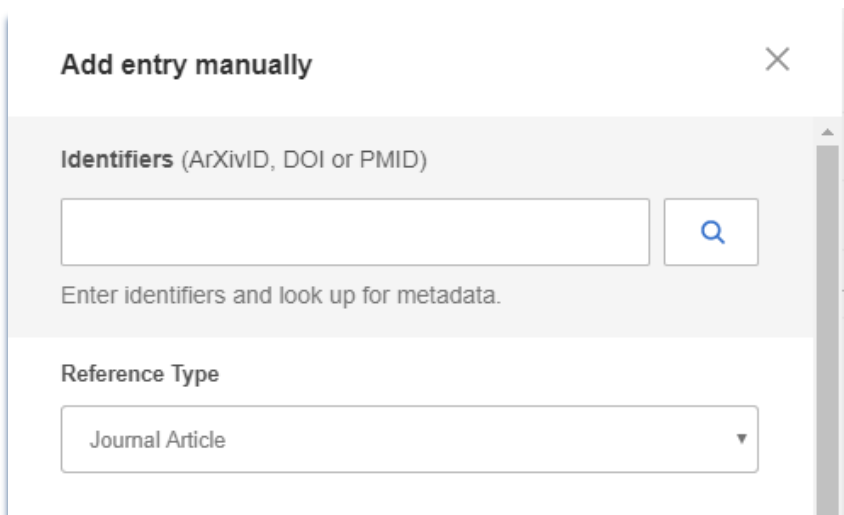 Add entry manually
Identifiers (ArXivID, DOI or PMID)
Enter identifiers and look up for metadata.
Reference Type
Journal Article